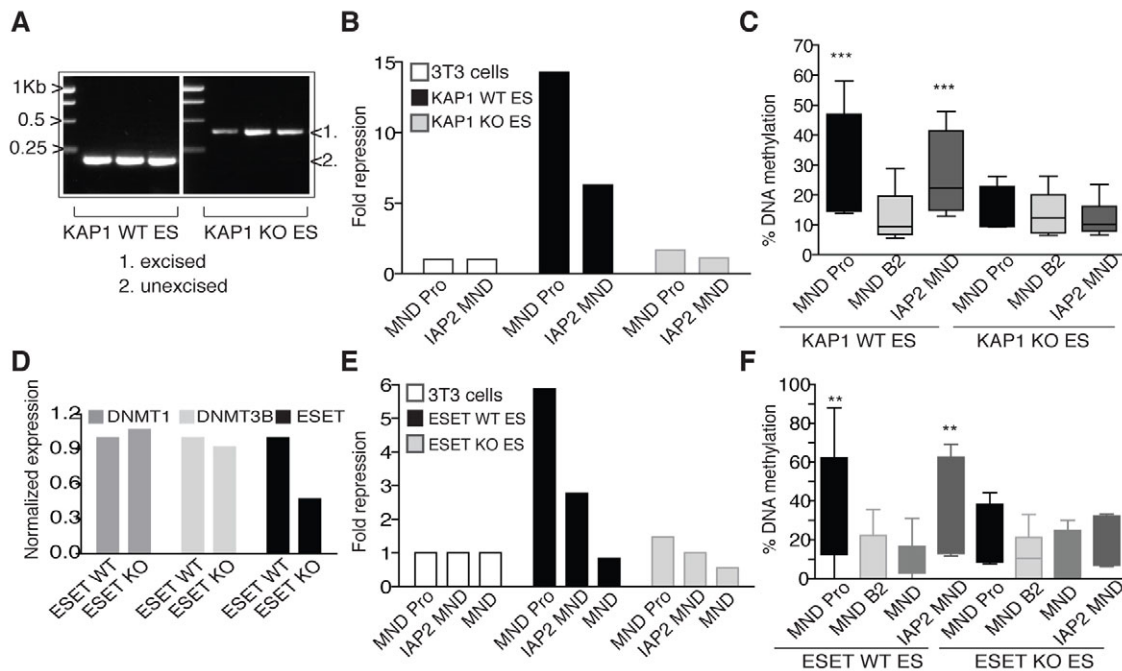 A
1Kb >
0.5 >
0.25 >
<1.
<2.
KAP1 WT ES KAP1 KO ES
1. excised
2. unexcised
B
Fold repression
15
10
5
0
3T3 cells
KAP1 WT ES
KAP1 KO ES
MND Pro IAP2 MND MND Pro IAP2 MND MND Pro IAP2 MND
C
% DNA methylation
70
60
50
40
30
20
10
0
*** ***
MND Pro MND B2 IAP2 MND MND Pro MND B2 IAP2 MND
KAP1 WT ES KAP1 KO ES
D
Normalized expression
1.2
0.9
0.6
0.3
0.0
DNMT1 DNMT3B ESET
ESET WT ESET KO ESET WT ESET KO ESET WT ESET KO
E
Fold repression
6
5
4
3
2
1
0
3T3 cells
ESET WT ES
ESET KO ES
MND Pro IAP2 MND MND MND Pro IAP2 MND MND MND Pro IAP2 MND MND
F
% DNA methylation
100
80
60
40
20
0
** **
MND Pro MND B2 MND IAP2 MND MND Pro MND B2 MND IAP2 MND
ESET WT ES ESET KO ES